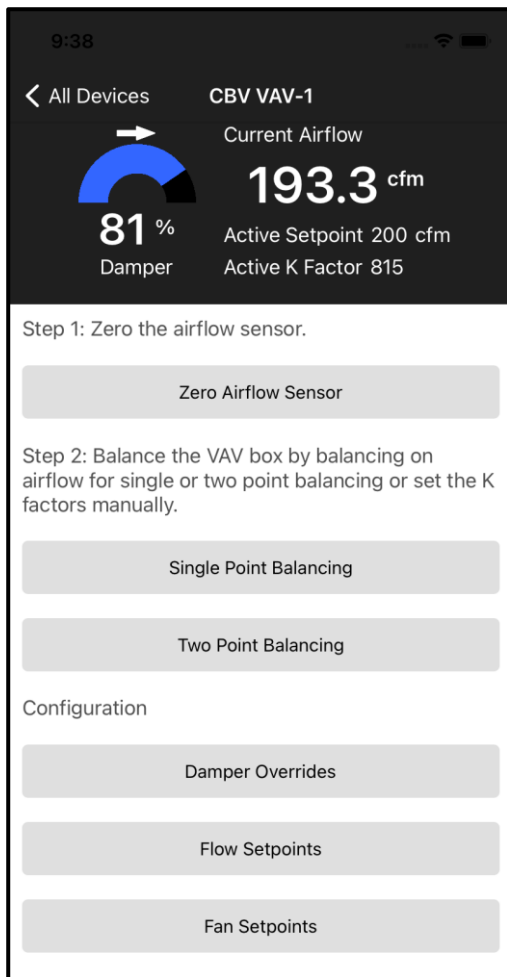 9:38
All Devices
CBV VAV-1
Current Airflow
193.3 cfm
81 %
Damper
Active Setpoint 200 cfm
Active K Factor 815
Step 1: Zero the airflow sensor.
Zero Airflow Sensor
Step 2: Balance the VAV box by balancing on
airflow for single or two point balancing or set the K
factors manually.
Single Point Balancing
Two Point Balancing
Configuration
Damper Overrides
Flow Setpoints
Fan Setpoints